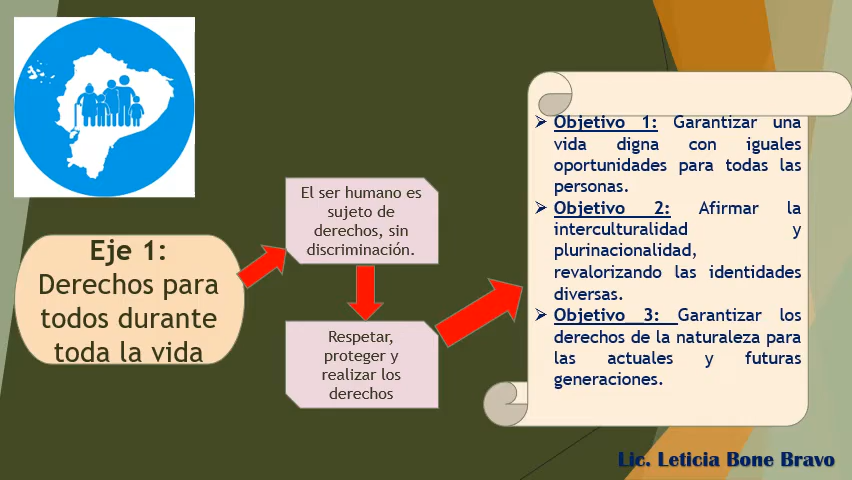 Eje 1:
Derechos para
todos durante
toda la vida
El ser humano es
sujeto de
derechos, sin
discriminación.
Respetar,
proteger y
realizar los
derechos
➢ Objetivo 1: Garantizar una
vida digna con iguales
oportunidades para todas las
personas.
➢ Objetivo 2: Afirmar la
interculturalidad y
plurinacionalidad,
revalorizando las identidades
diversas.
➢ Objetivo 3: Garantizar los
derechos de la naturaleza para
las actuales y futuras
generaciones.
Lic. Leticia Bone Bravo